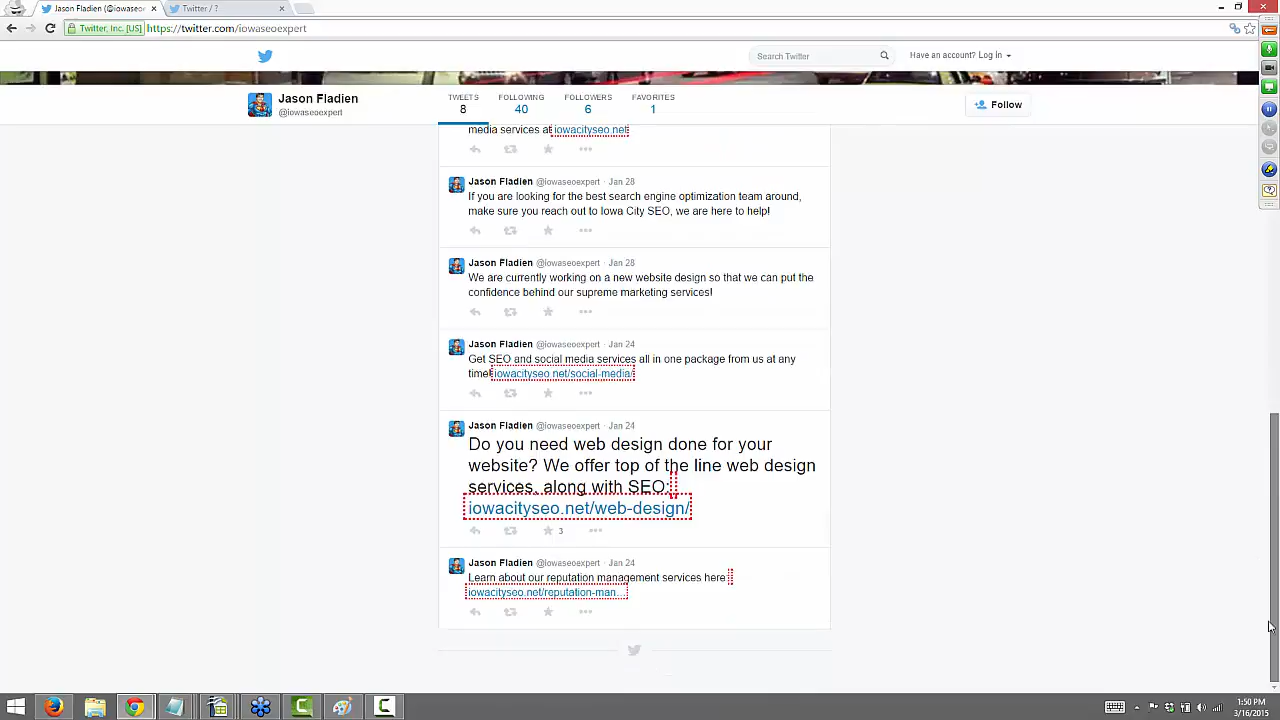 Jason Fladien (@iowaseo
Twitter / ?
Twitter, Inc. [US] https://twitter.com/iowaseoexpert
Search Twitter
Have an account? Log in
Jason Fladien
@iowaseoexpert
TWEETS
8
FOLLOWING
40
FOLLOWERS
6
FAVORITES
1
Follow
media services at iowacityseo.net
Jason Fladien @iowaseoexpert · Jan 28
If you are looking for the best search engine optimization team around,
make sure you reach out to Iowa City SEO, we are here to help!
Jason Fladien @iowaseoexpert · Jan 28
We are currently working on a new website design so that we can put the
confidence behind our supreme marketing services!
Jason Fladien @iowaseoexpert · Jan 24
Get SEO and social media services all in one package from us at any
time! iowacityseo.net/social-media/
Jason Fladien @iowaseoexpert · Jan 24
Do you need web design done for your
website? We offer top of the line web design
services, along with SEO:
iowacityseo.net/web-design/
3
Jason Fladien @iowaseoexpert · Jan 24
Learn about our reputation management services here
iowacityseo.net/reputation-man...
1:50 PM
3/16/2015